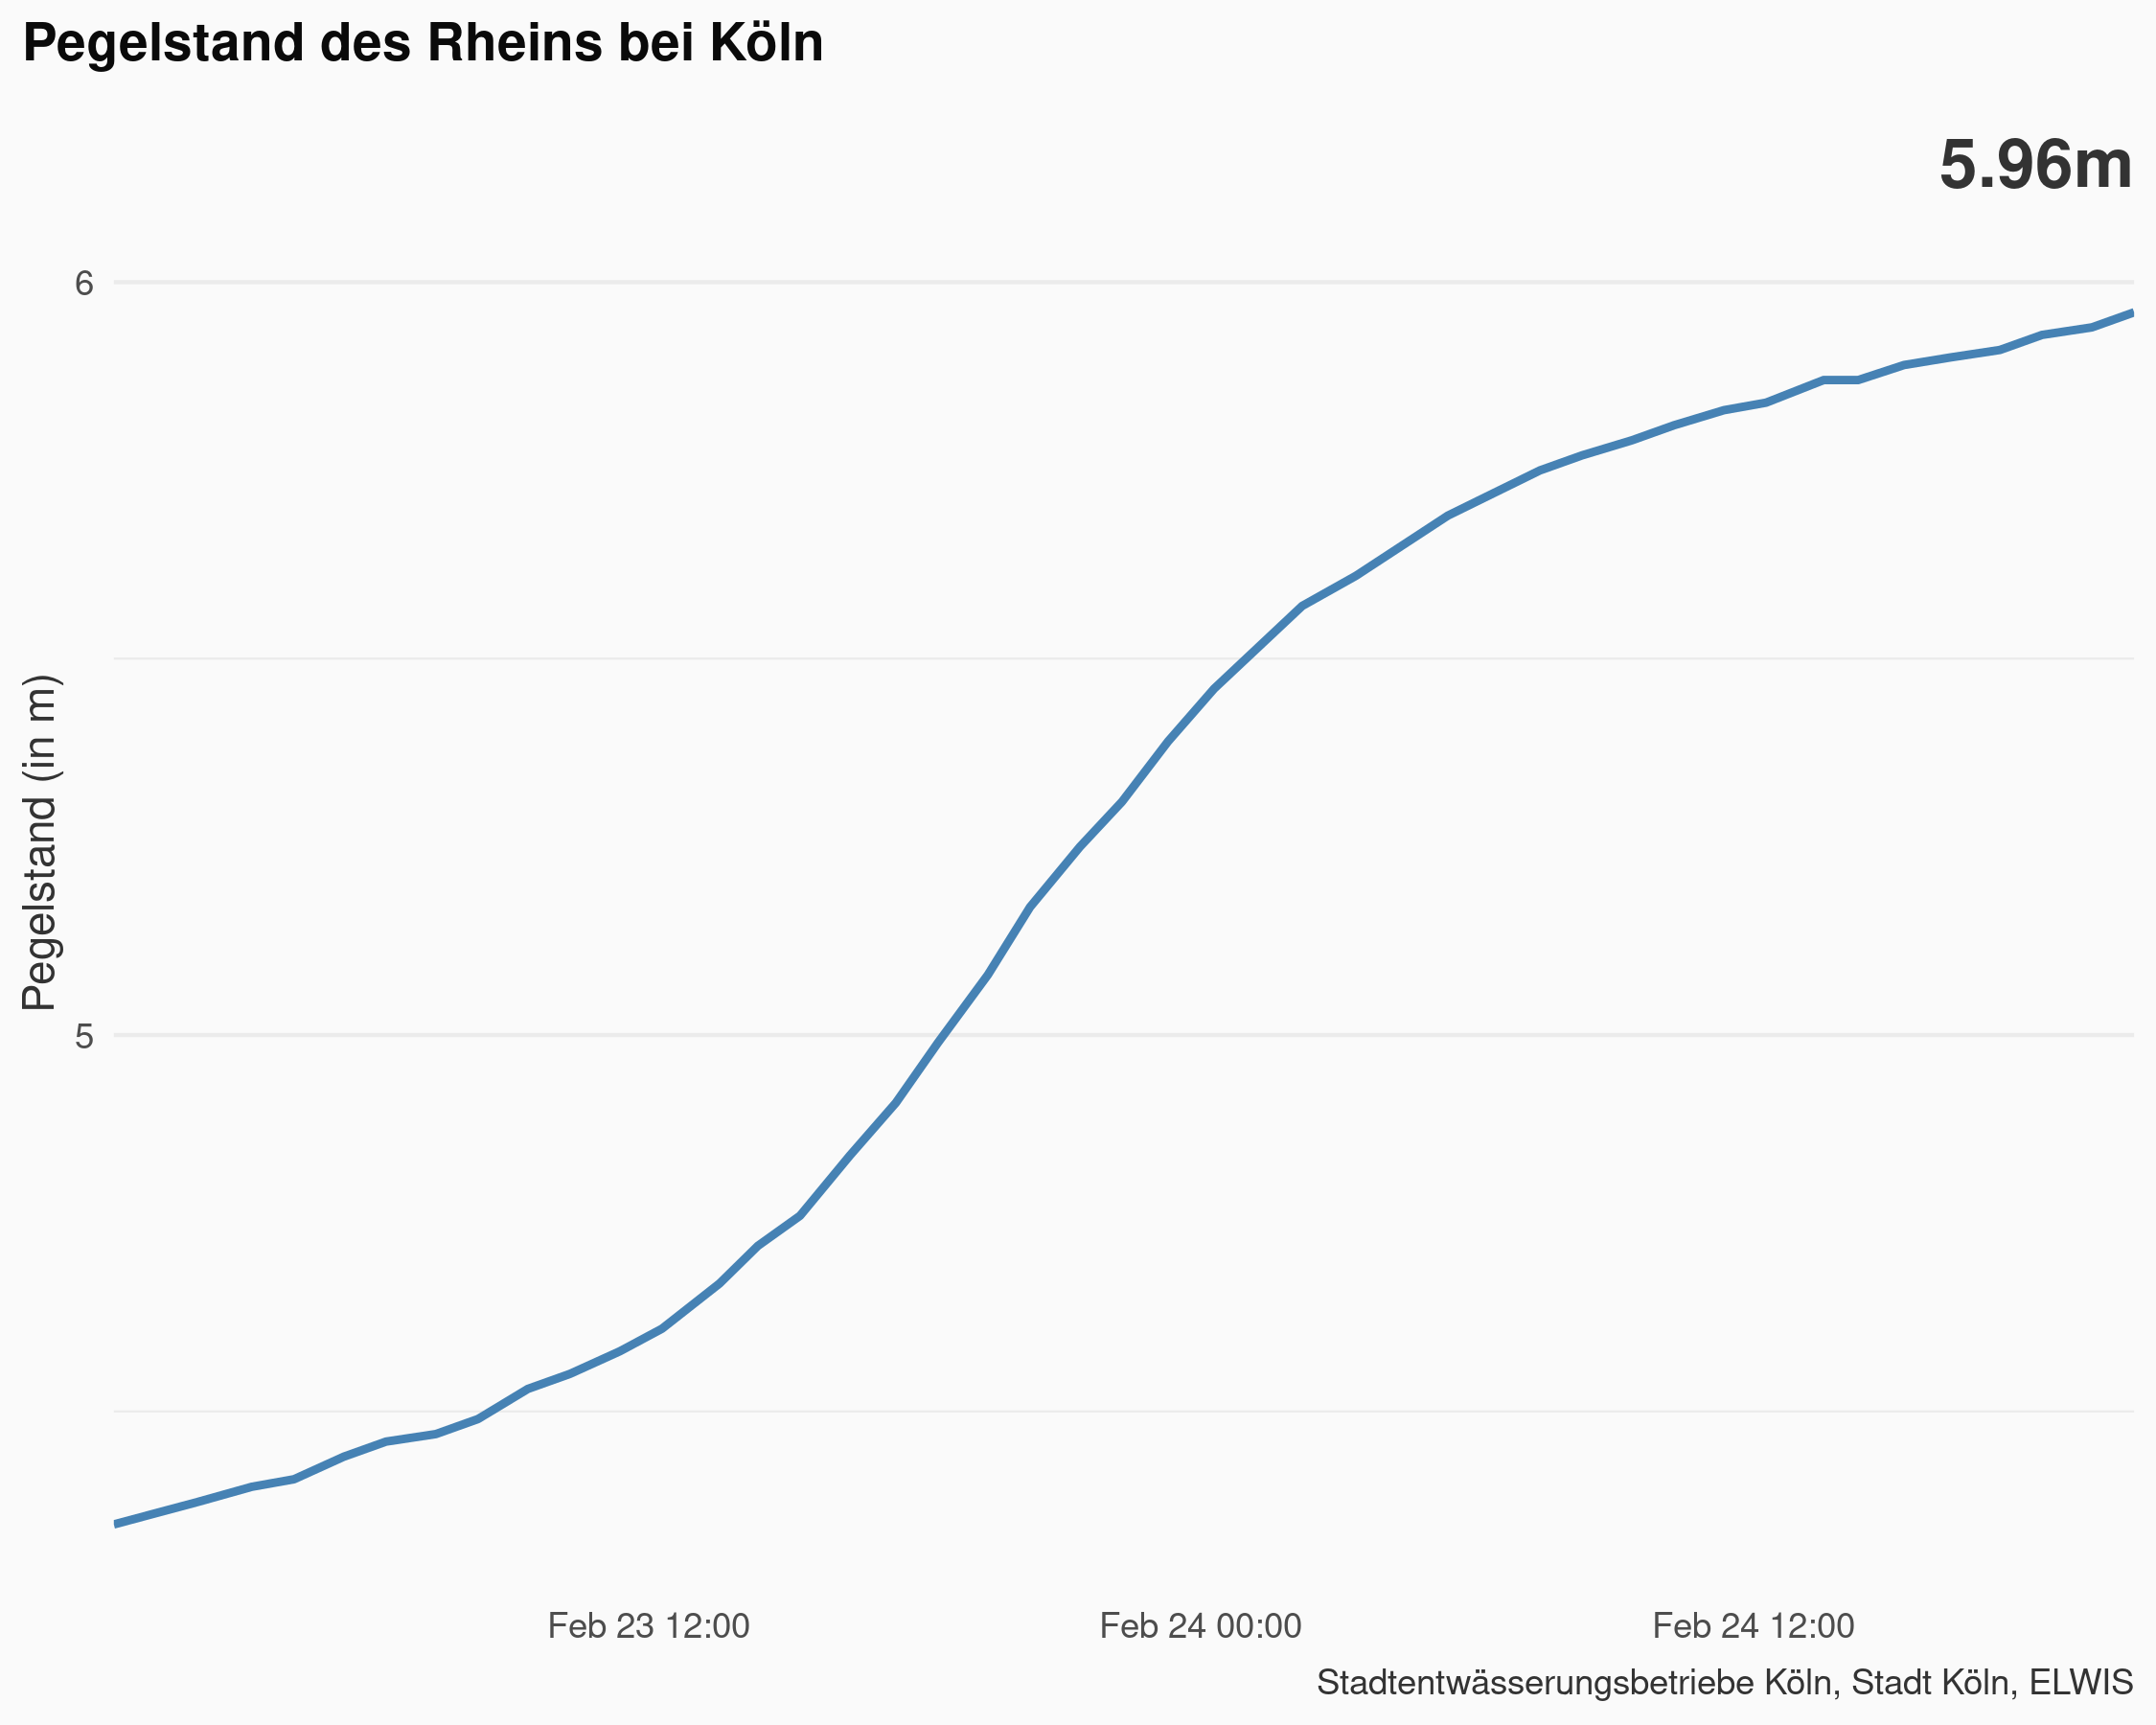 Pegelstand des Rheins bei Köln
5.96m
6
5
Pegelstand (in m)
Feb 23 12:00
Feb 24 00:00
Feb 24 12:00
Stadtentwässerungsbetriebe Köln, Stadt Köln, ELWIS